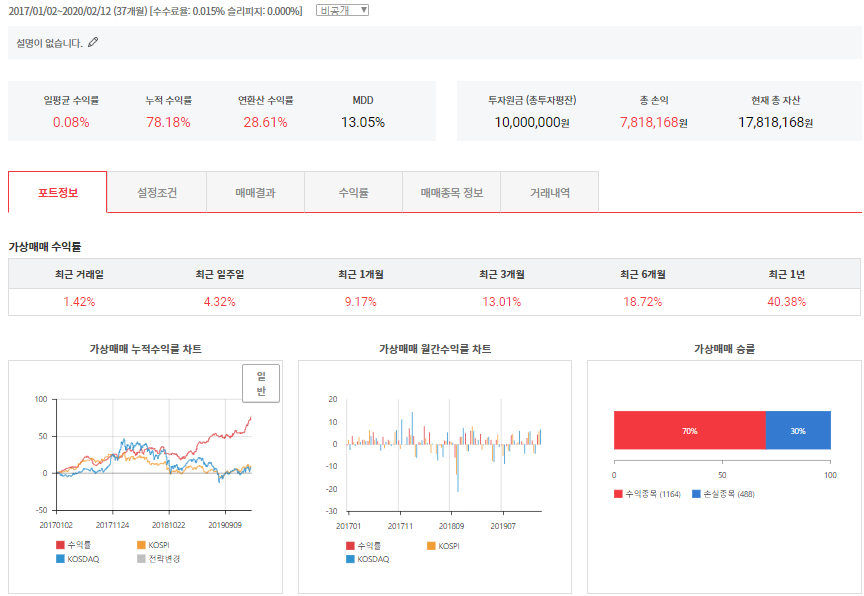 2017/01/02~2020/02/12 (37개월) [수수료율: 0.015% 슬리피지: 0.000%] 비공개
설명이 없습니다.
일평균 수익률 누적 수익률 연환산 수익률 MDD 투자원금 (총투자평잔) 총 손익 현재 총 자산
0.08% 78.18% 28.61% 13.05% 10,000,000원 7,818,168원 17,818,168원
포트정보 설정조건 매매결과 수익률 매매종목 정보 거래내역
가상매매 수익률
최근 거래일 최근 일주일 최근 1개월 최근 3개월 최근 6개월 최근 1년
1.42% 4.32% 9.17% 13.01% 18.72% 40.38%
가상매매 누적수익률 차트 가상매매 월간수익률 차트 가상매매 승률
일
반
100
50
0
-50
20170102 20171124 20181022 20190909
수익률 KOSPI
KOSDAQ 전략변경
20
10
0
-10
-20
-30
201701 201711 201809 201907
수익률 KOSPI
KOSDAQ
70% 30%
0 50 100
수익종목 (1164) 손실종목 (488)